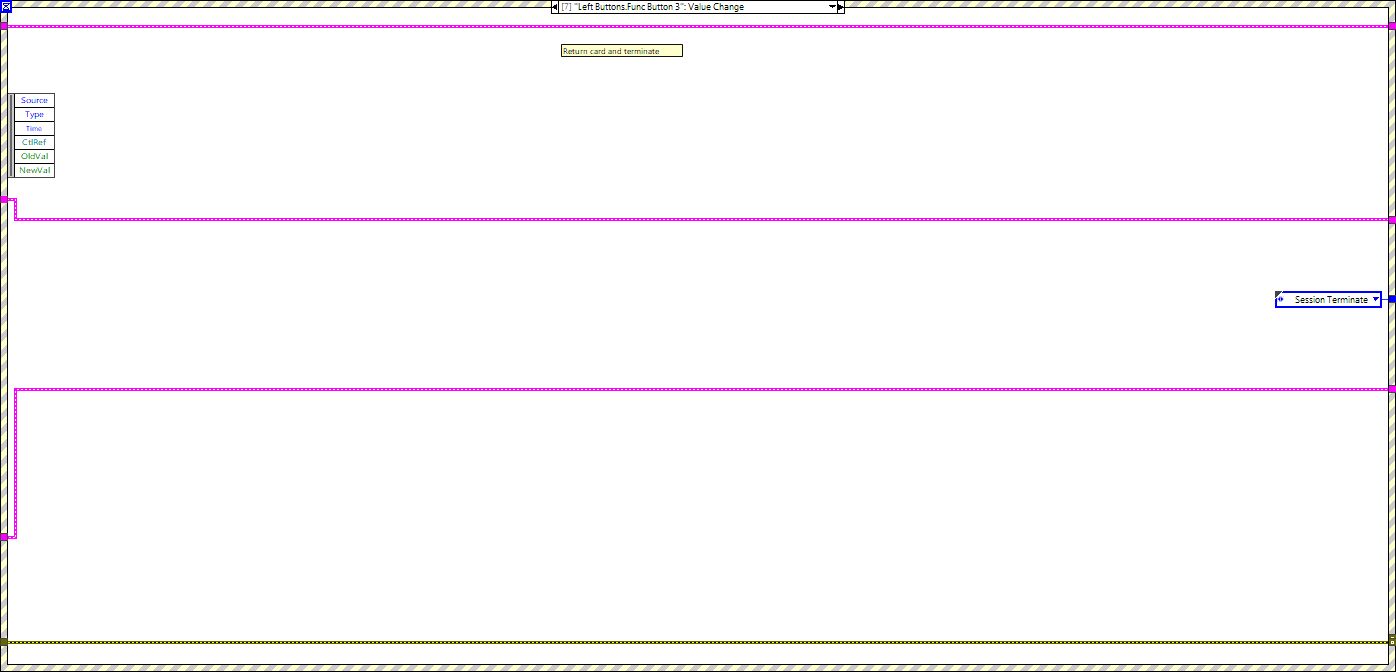 [7] "Left Buttons.Func Button 3": Value Change
Return card and terminate
Source
Type
Time
CtlRef
OldVal
NewVal
Session Terminate